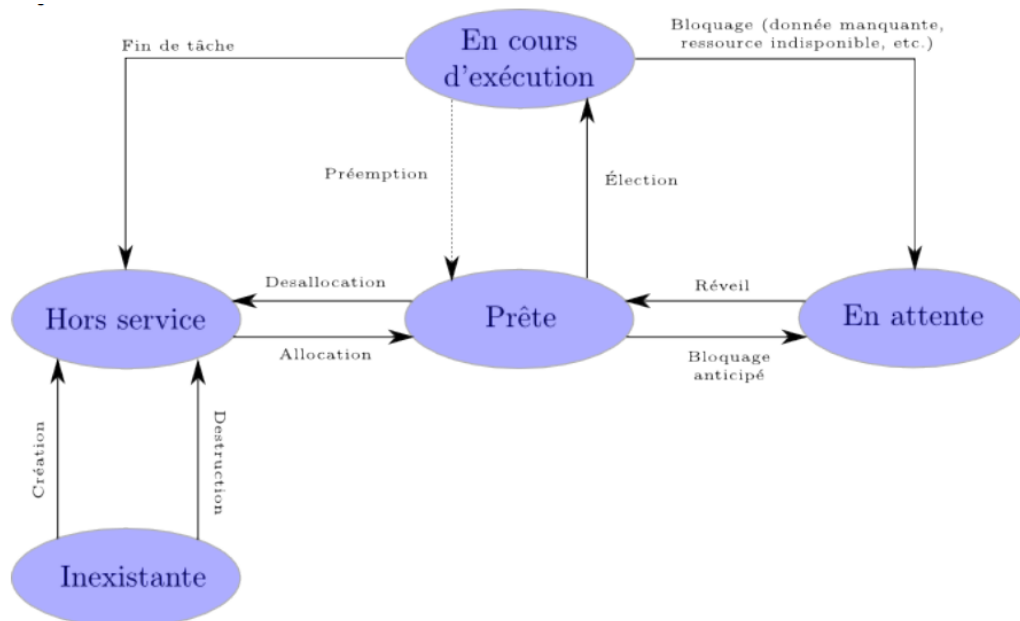 Fin de tâche
En cours
d'exécution
Bloquage (donnée manquante,
ressource indisponible, etc.)
Préemption
Élection
Hors service
Desallocation
Allocation
Prête
Réveil
Bloquage
anticipé
En attente
Création
Destruction
Inexistante